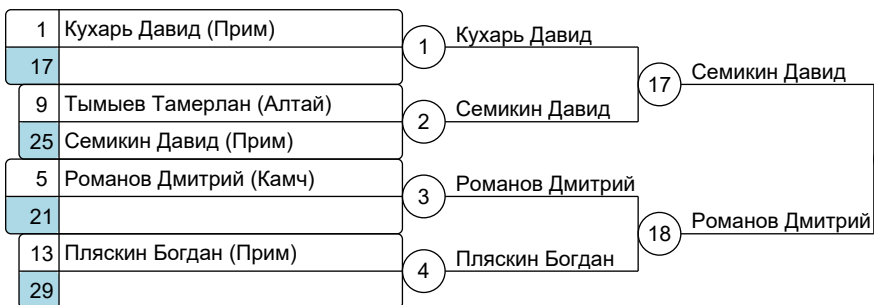 1 Кухарь Давид (Прим)
17
1 Кухарь Давид
9 Тымыев Тамерлан (Алтай)
25 Семикин Давид (Прим)
2 Семикин Давид
17 Семикин Давид
5 Романов Дмитрий (Камч)
21
3 Романов Дмитрий
13 Пляскин Богдан (Прим)
29
4 Пляскин Богдан
18 Романов Дмитрий